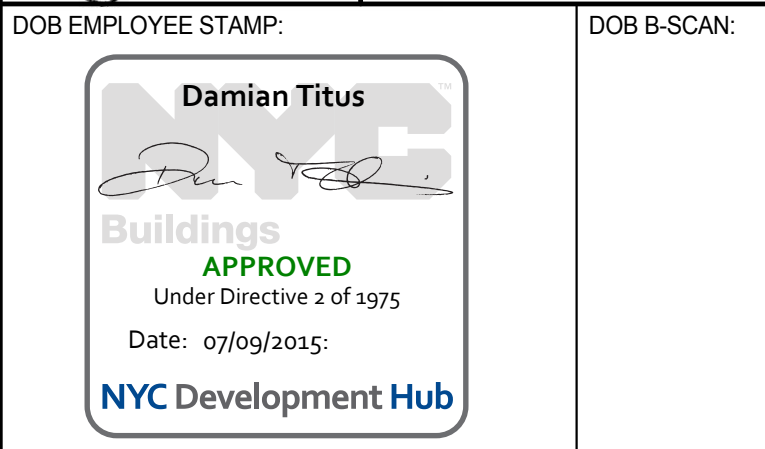 DOB EMPLOYEE STAMP:
DOB B-SCAN:
NYC™
Damian Titus
Buildings
APPROVED
Under Directive 2 of 1975
Date: 07/09/2015:
NYC Development Hub